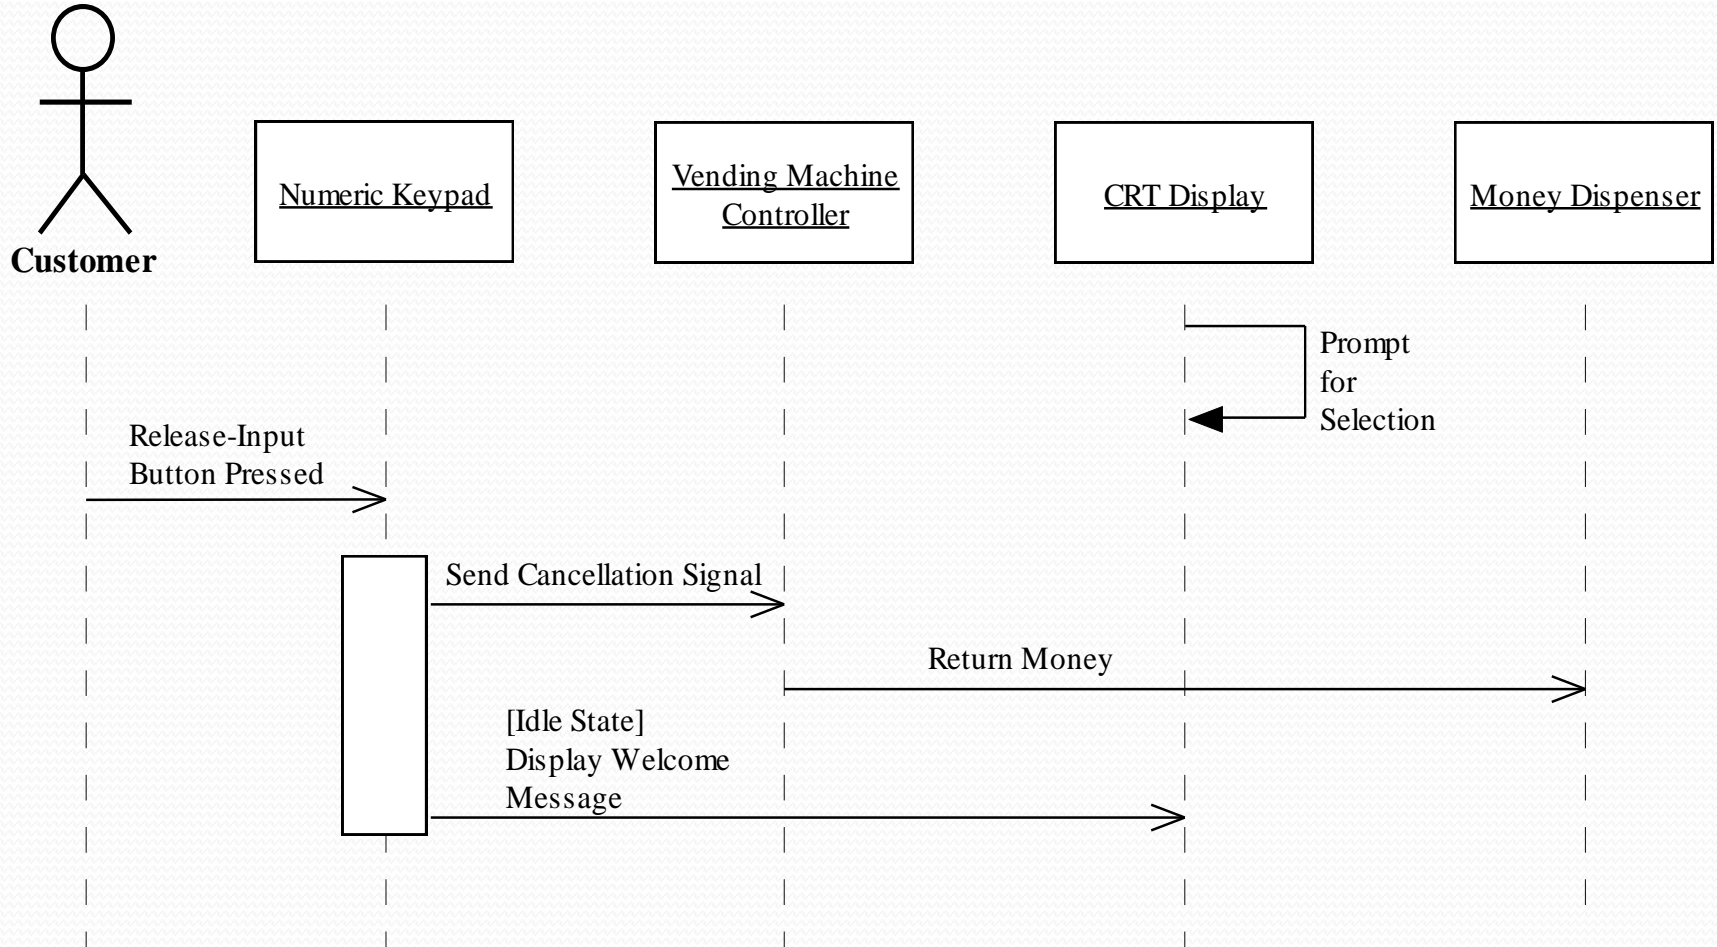 Customer
Numeric Keypad
Vending Machine
Controller
CRT Display
Money Dispenser
Prompt
for
Selection
Release-Input
Button Pressed
Send Cancellation Signal
Return Money
[Idle State]
Display Welcome
Message